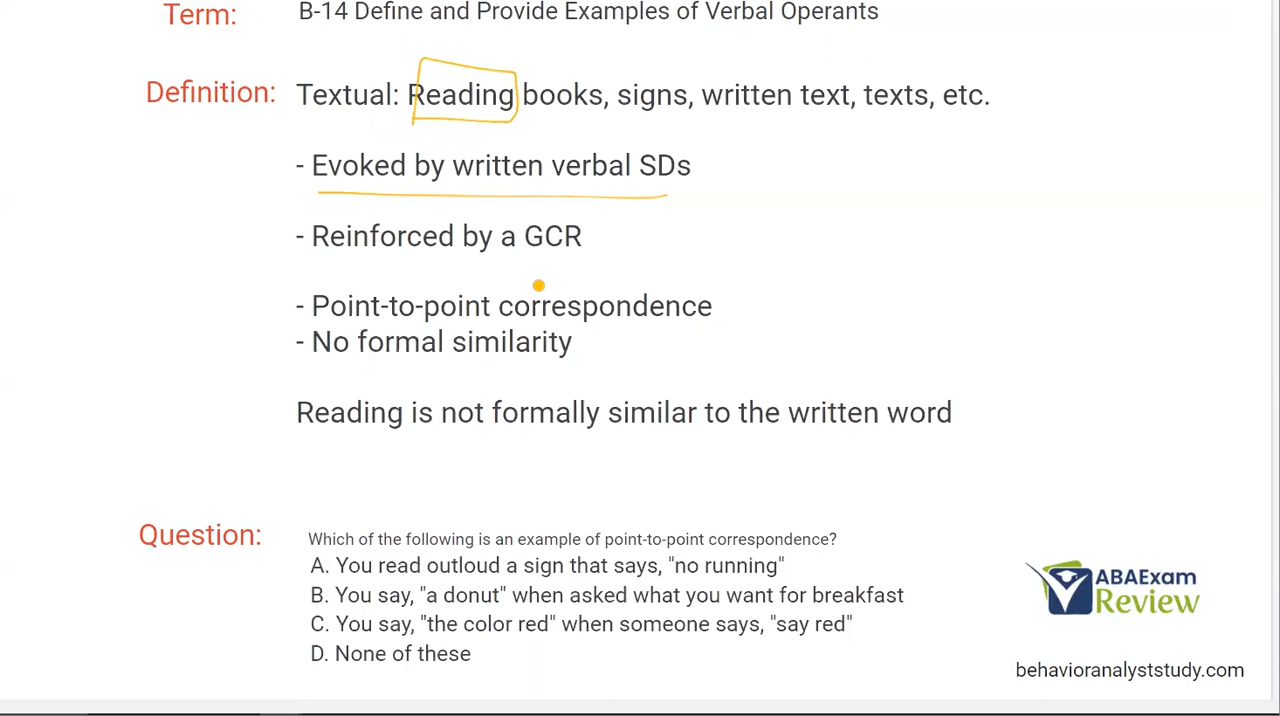 Term: B-14 Define and Provide Examples of Verbal Operants
Definition: Textual: Reading books, signs, written text, texts, etc.
- Evoked by written verbal SDs
- Reinforced by a GCR
- Point-to-point correspondence
- No formal similarity
Reading is not formally similar to the written word
Question: Which of the following is an example of point-to-point correspondence?
A. You read outloud a sign that says, "no running"
B. You say, "a donut" when asked what you want for breakfast
C. You say, "the color red" when someone says, "say red"
D. None of these
ABAExam
Review
behavioranalyststudy.com